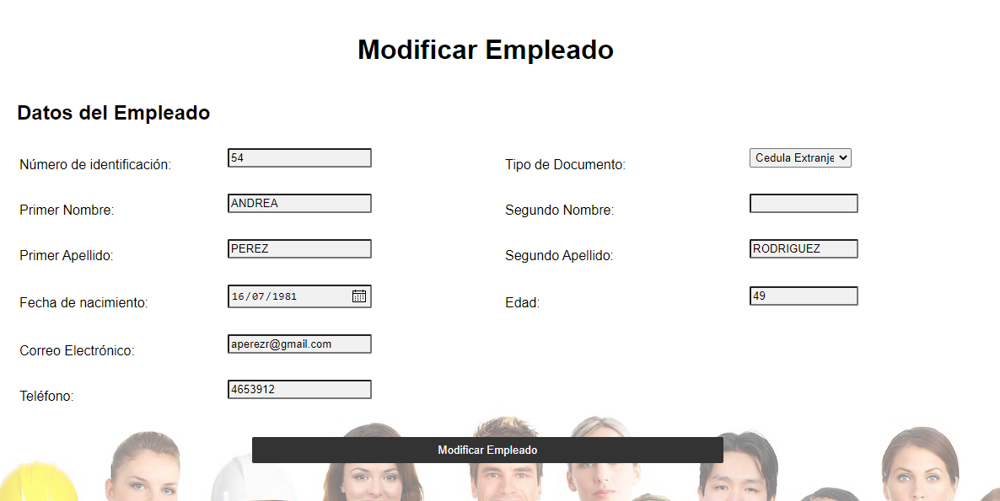 Modificar Empleado
Datos del Empleado
Número de identificación: 54 Tipo de Documento: Cedula Extranje
Primer Nombre: ANDREA Segundo Nombre:
Primer Apellido: PEREZ Segundo Apellido: RODRIGUEZ
Fecha de nacimiento: 16/07/1981 Edad: 49
Correo Electrónico: aperezr@gmail.com
Teléfono: 4653912
Modificar Empleado